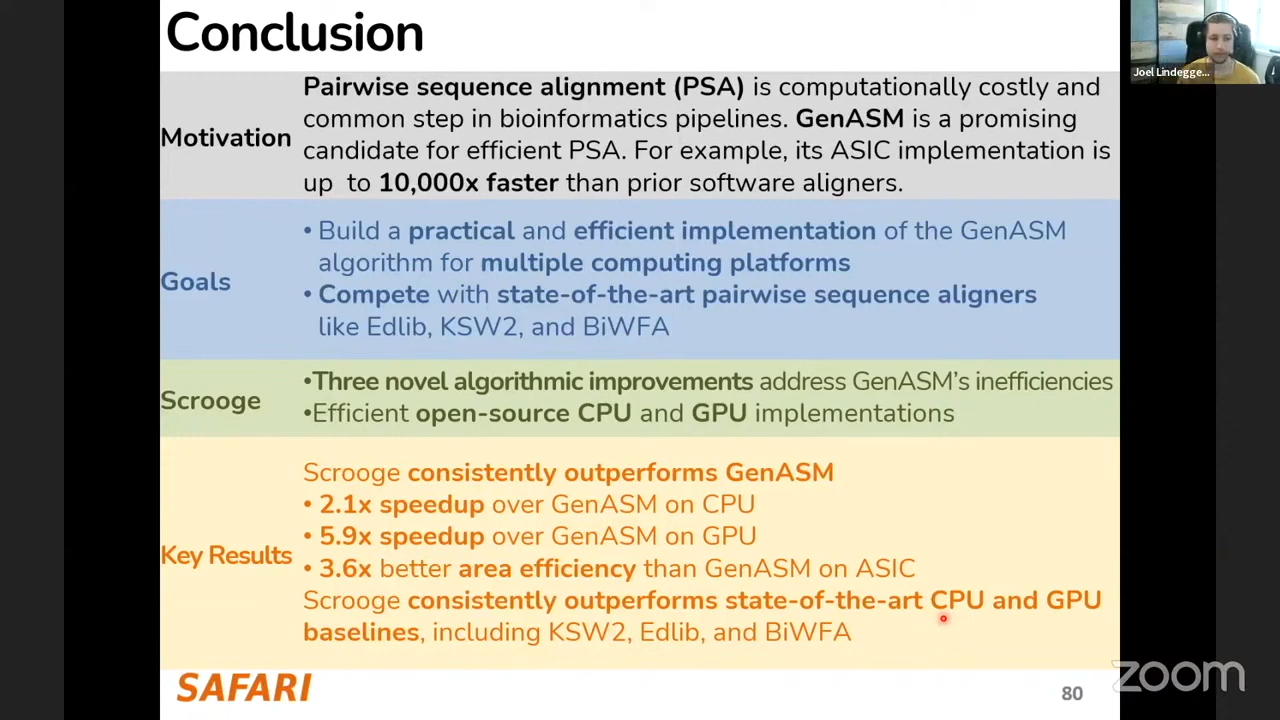 Conclusion
Joel Lindegge...
Motivation
Pairwise sequence alignment (PSA) is computationally costly and
common step in bioinformatics pipelines. GenASM is a promising
candidate for efficient PSA. For example, its ASIC implementation is
up to 10,000x faster than prior software aligners.
Goals
• Build a practical and efficient implementation of the GenASM
algorithm for multiple computing platforms
• Compete with state-of-the-art pairwise sequence aligners
like Edlib, KSW2, and BiWFA
Scrooge
•Three novel algorithmic improvements address GenASM's inefficiencies
•Efficient open-source CPU and GPU implementations
Key Results
Scrooge consistently outperforms GenASM
• 2.1x speedup over GenASM on CPU
• 5.9x speedup over GenASM on GPU
• 3.6x better area efficiency than GenASM on ASIC
Scrooge consistently outperforms state-of-the-art CPU and GPU
baselines, including KSW2, Edlib, and BiWFA
SAFARI
80
zoom